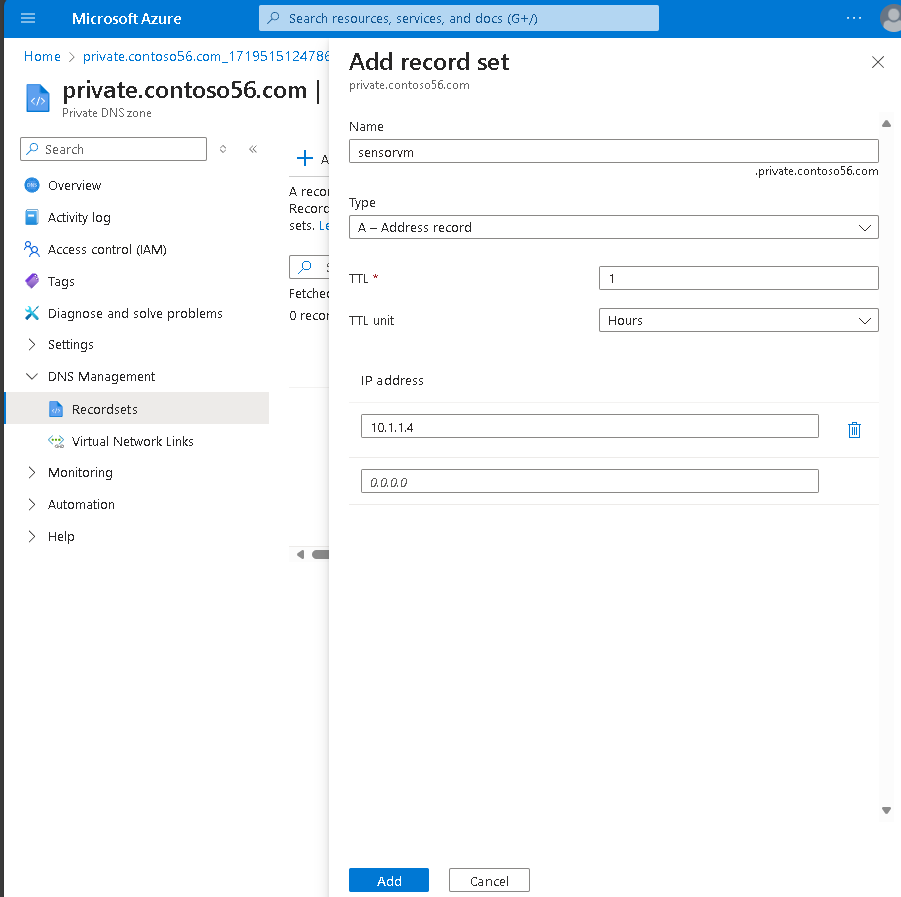 Microsoft Azure
Search resources, services, and docs (G+/)
Home > private.contoso56.com_1719515124786
private.contoso56.com |
Private DNS zone
Search
Overview
Activity log
Access control (IAM)
Tags
Diagnose and solve problems
Settings
DNS Management
Recordsets
Virtual Network Links
Monitoring
Automation
Help
A
A recor
Record
sets. Le
S
Fetched
0 recor
Add record set
private.contoso56.com
Name
sensorvm
.private.contoso56.com
Type
A – Address record
TTL *
1
TTL unit
Hours
IP address
10.1.1.4
0.0.0.0
Add
Cancel